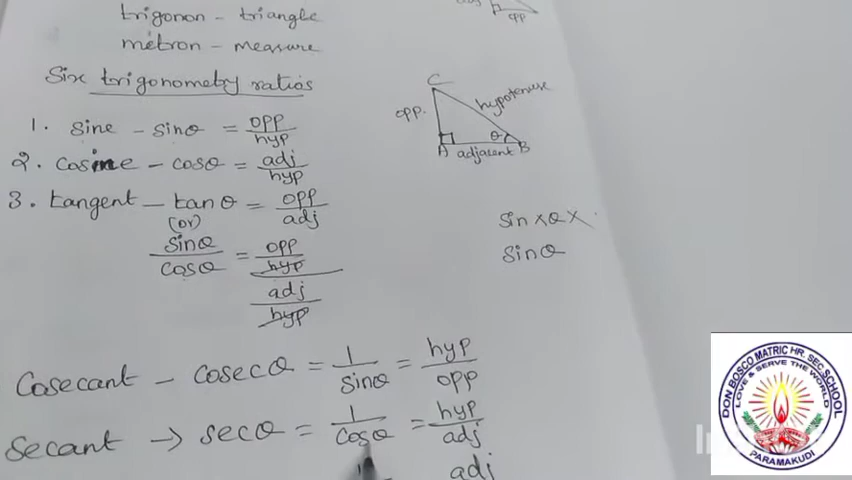 trigonon - triangle
métron - measure
Six trigonometry ratios
1. Sine - sinθ = opp/hyp
2. Cosine - cosθ = adj/hyp
3. tangent - tanθ = opp/adj
(or)
sinθ/cosθ = opp/hyp / adj/hyp
Cosecant - cosecθ = 1/sinθ = hyp/opp
Secant → secθ = 1/cosθ = hyp/adj
adj
opp
C
opp.
hypotenuse
θ
A adjacent B
sin x θ x
sinθ
DON BOSCO MATRIC HR. SEC SCHOOL
LOVE & SERVE THE WORLD
PARAMAKUDI